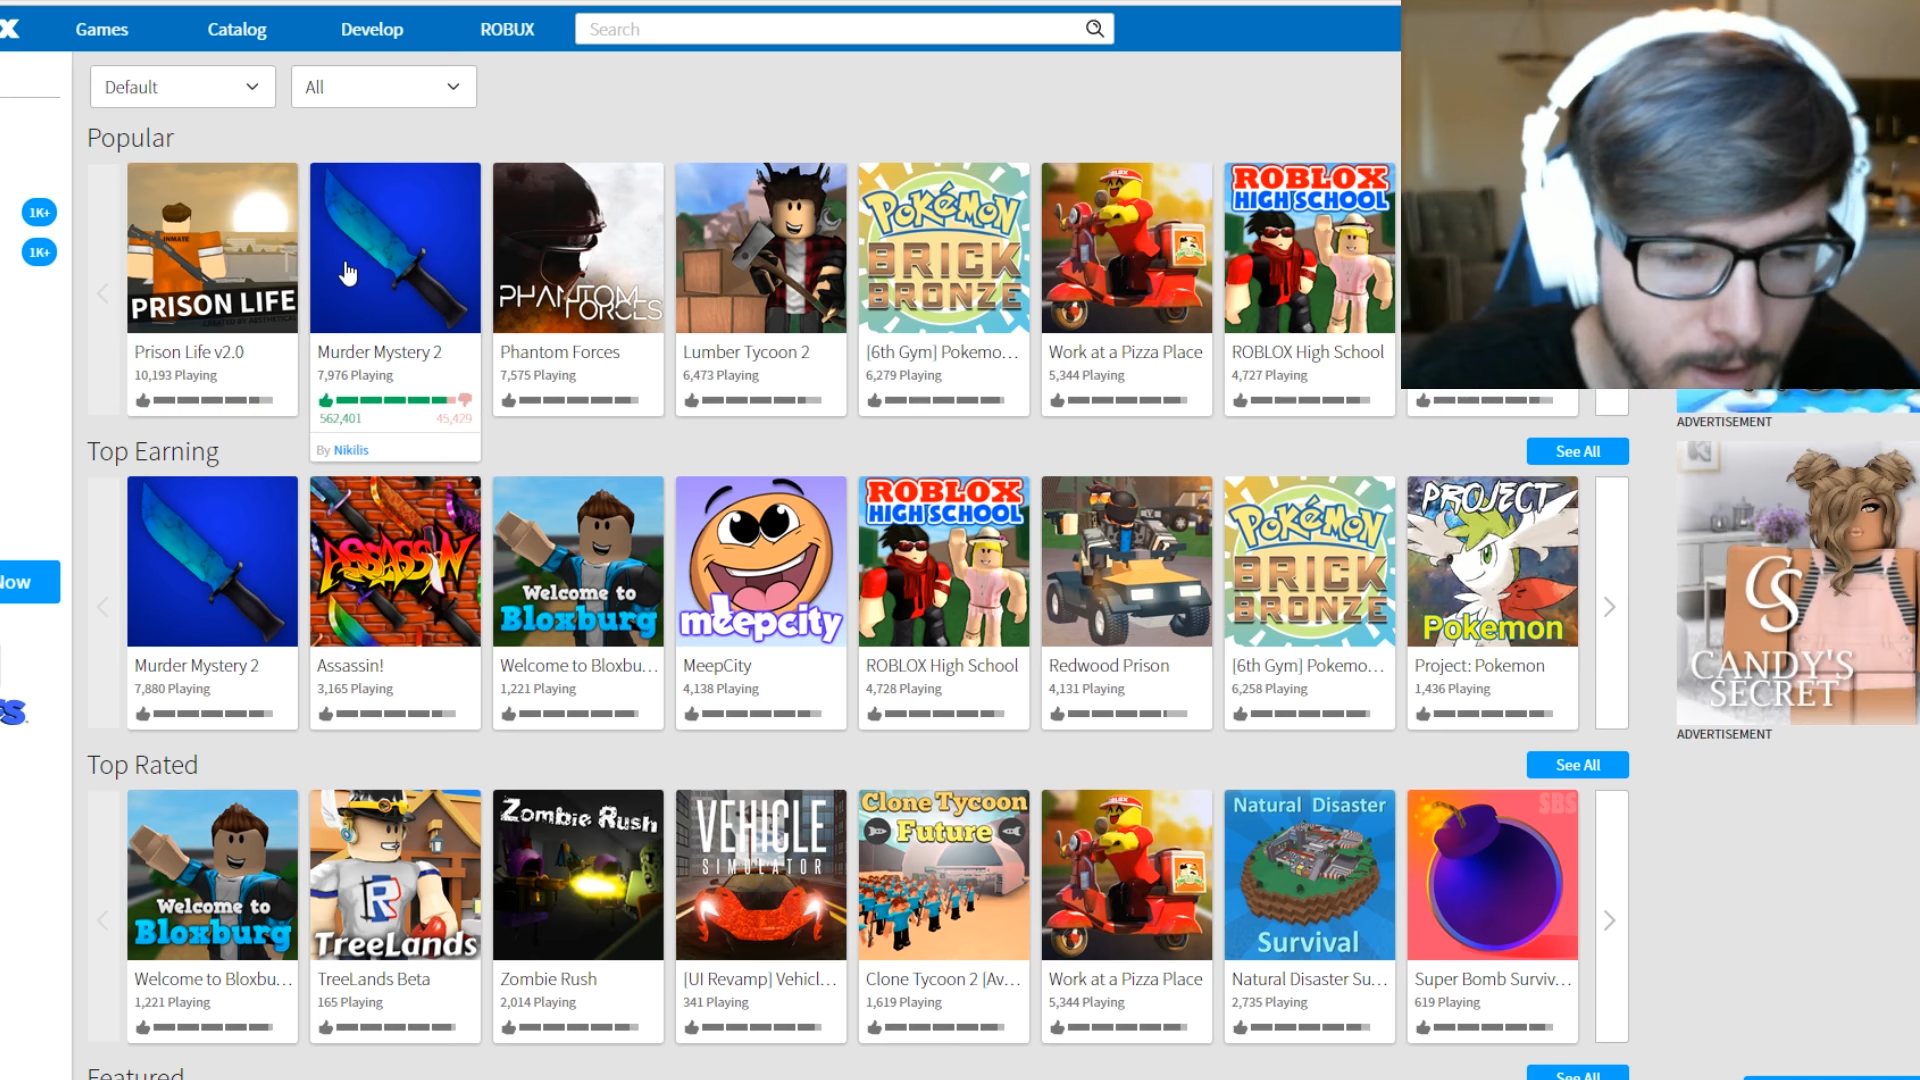 X Games Catalog Develop ROBUX Search
Default All
Popular
1K+
1K+
INMATE
PRISON LIFE
PHANTOM FORCES
POKéMON
BRICK
BRONZE
ROBLOX
HIGH SCHOOL
Prison Life v2.0 Murder Mystery 2 Phantom Forces Lumber Tycoon 2 [6th Gym] Pokemo... Work at a Pizza Place ROBLOX High School
10,193 Playing 7,976 Playing 7,575 Playing 6,473 Playing 6,279 Playing 5,344 Playing 4,727 Playing
562,401 45,429
By Nikilis
ADVERTISEMENT
Top Earning See All
ASSASSIN
Welcome to
Bloxburg
meepcity
ROBLOX
HIGH SCHOOL
POKéMON
BRICK
BRONZE
PROJECT
Pokemon
Now
CS
CANDY'S
SECRET
Murder Mystery 2 Assassin! Welcome to Bloxbu... MeepCity ROBLOX High School Redwood Prison [6th Gym] Pokemo... Project: Pokemon
7,880 Playing 3,165 Playing 1,221 Playing 4,138 Playing 4,728 Playing 4,131 Playing 6,258 Playing 1,436 Playing
ADVERTISEMENT
Top Rated See All
Welcome to
Bloxburg
R
TreeLands
Zombie Rush
VEHICLE
SIMULATOR
Clone Tycoon
Future
Natural Disaster
Survival
SBS
Welcome to Bloxbu... TreeLands Beta Zombie Rush [UI Revamp] Vehicl... Clone Tycoon 2 [Av... Work at a Pizza Place Natural Disaster Su... Super Bomb Surviv...
1,221 Playing 165 Playing 2,014 Playing 341 Playing 1,619 Playing 5,344 Playing 2,735 Playing 619 Playing
Featured See All